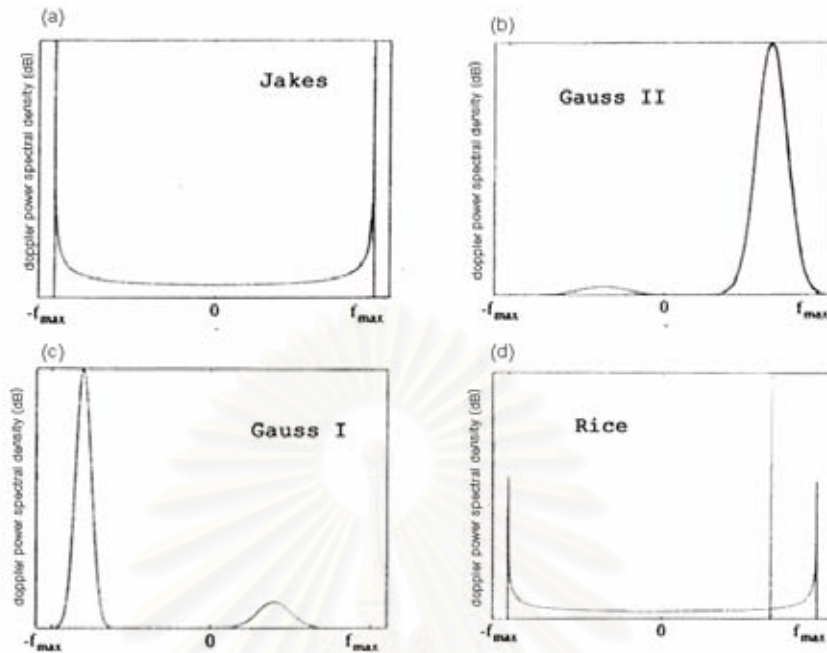 (a)
doppler power spectral density (dB)
Jakes
-fmax
0
fmax
(b)
doppler power spectral density (dB)
Gauss II
-fmax
0
fmax
(c)
doppler power spectral density (dB)
Gauss I
-fmax
0
fmax
(d)
doppler power spectral density (dB)
Rice
-fmax
0
fmax